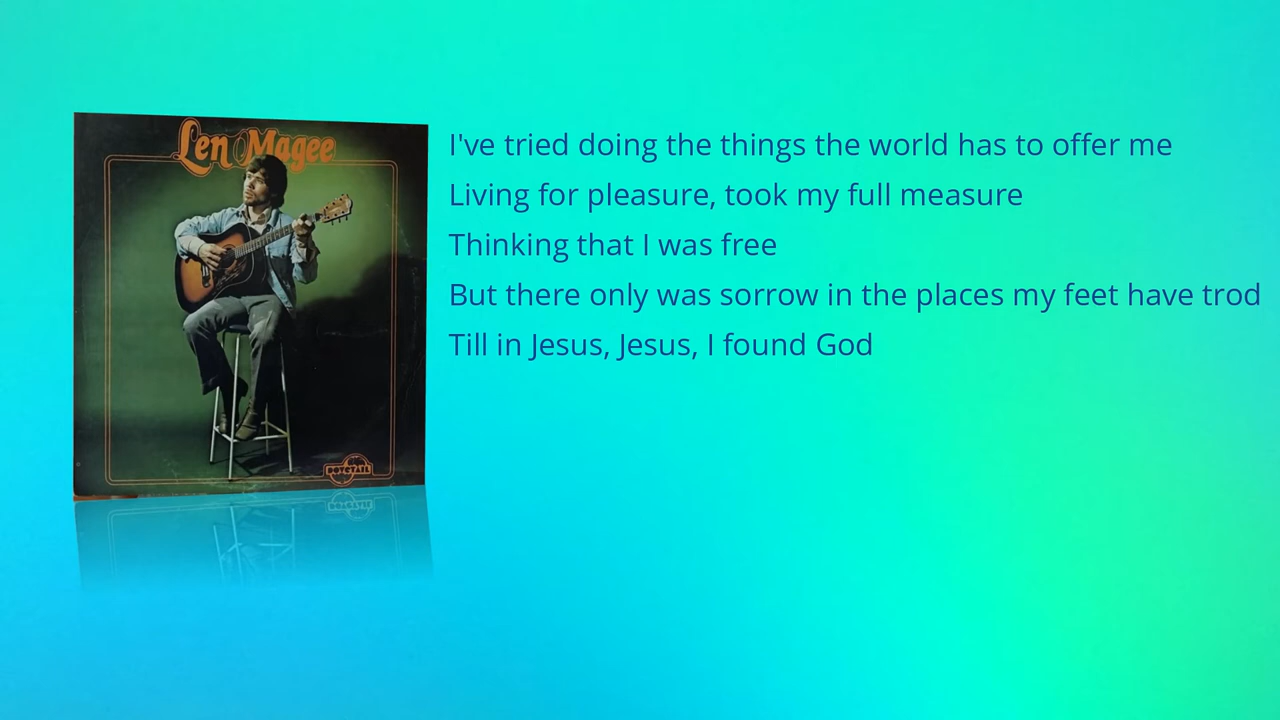 Len Magee
I've tried doing the things the world has to offer me
Living for pleasure, took my full measure
Thinking that I was free
But there only was sorrow in the places my feet have trod
Till in Jesus, Jesus, I found God
DOVETAIL